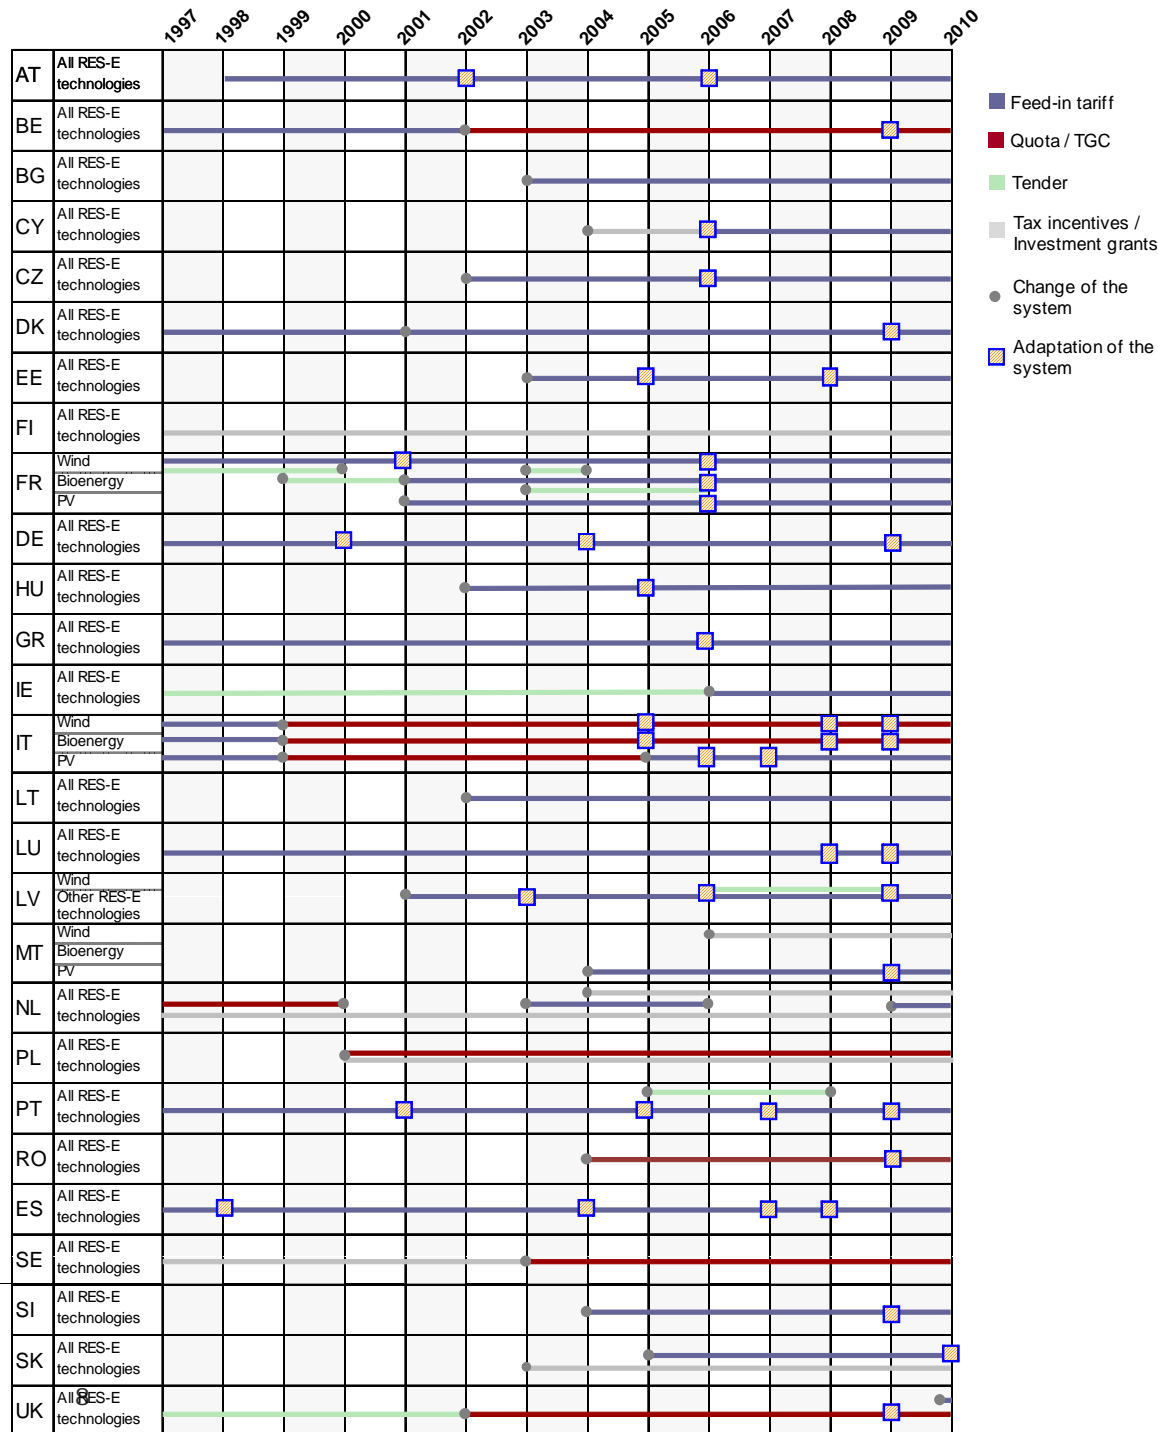 1997 1998 1999 2000 2001 2002 2003 2004 2005 2006 2007 2008 2009 2010
AT
All RES-E
technologies
BE
All RES-E
technologies
BG
All RES-E
technologies
CY
All RES-E
technologies
CZ
All RES-E
technologies
DK
All RES-E
technologies
EE
All RES-E
technologies
FI
All RES-E
technologies
FR
Wind
Bioenergy
PV
DE
All RES-E
technologies
HU
All RES-E
technologies
GR
All RES-E
technologies
IE
All RES-E
technologies
IT
Wind
Bioenergy
PV
LT
All RES-E
technologies
LU
All RES-E
technologies
LV
Wind
Other RES-E
technologies
MT
Wind
Bioenergy
PV
NL
All RES-E
technologies
PL
All RES-E
technologies
PT
All RES-E
technologies
RO
All RES-E
technologies
ES
All RES-E
technologies
SE
All RES-E
technologies
SI
All RES-E
technologies
SK
All RES-E
technologies
UK
All RES-E
technologies
8
Feed-in tariff
Quota / TGC
Tender
Tax incentives /
Investment grants
Change of the
system
Adaptation of the
system